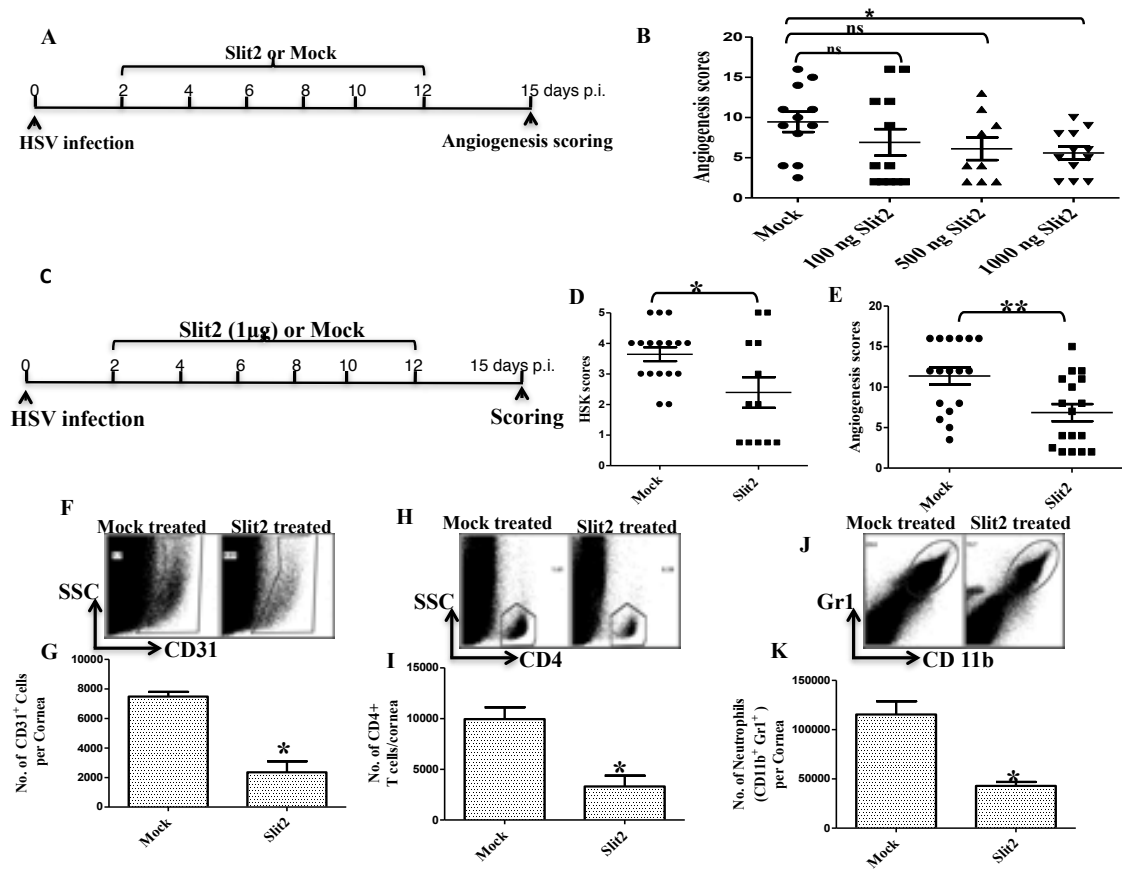 A
Slit2 or Mock
0 2 4 6 8 10 12 15 days p.i.
HSV infection
Angiogenesis scoring
B
Angiogenesis scores
20
15
10
5
0
*
ns
ns
Mock
100 ng Slit2
500 ng Slit2
1000 ng Slit2
C
Slit2 (1µg) or Mock
0 2 4 6 8 10 12 15 days p.i.
HSV infection
Scoring
D
HSK scores
5
4
3
2
1
0
*
Mock
Slit2
E
Angiogenesis scores
20
15
10
5
0
**
Mock
Slit2
F
Mock treated Slit2 treated
SSC
CD31
G
No. of CD31⁺ Cells
per Cornea
10000
8000
6000
4000
2000
0
*
Mock
Slit2
H
Mock treated Slit2 treated
SSC
CD4
I
No. of CD4+
T cells/cornea
15000
10000
5000
0
*
Mock
Slit2
J
Mock treated Slit2 treated
Gr1
CD 11b
K
No. of Neutrophils
(CD11b⁺ Gr1⁺)
per Cornea
150000
100000
50000
0
*
Mock
Slit2